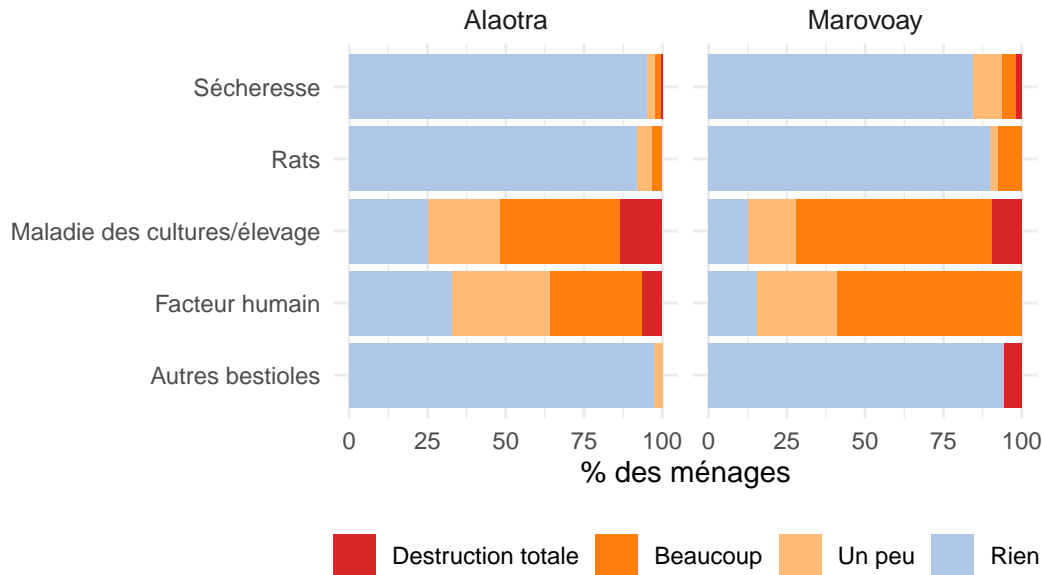 Alaotra Marovoay
Sécheresse
Rats
Maladie des cultures/élevage
Facteur humain
Autres bestioles
0 25 50 75 100 0 25 50 75 100
% des ménages
Destruction totale Beaucoup Un peu Rien